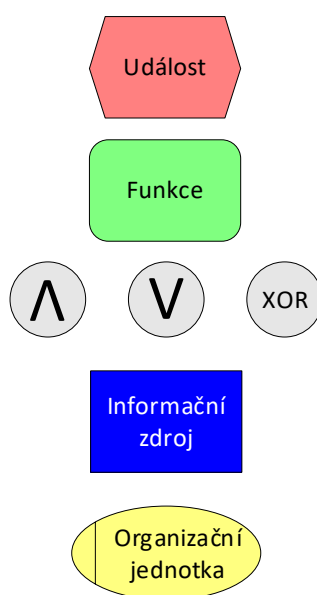 Událost
Funkce
Λ V XOR
Informační
zdroj
Organizační
jednotka